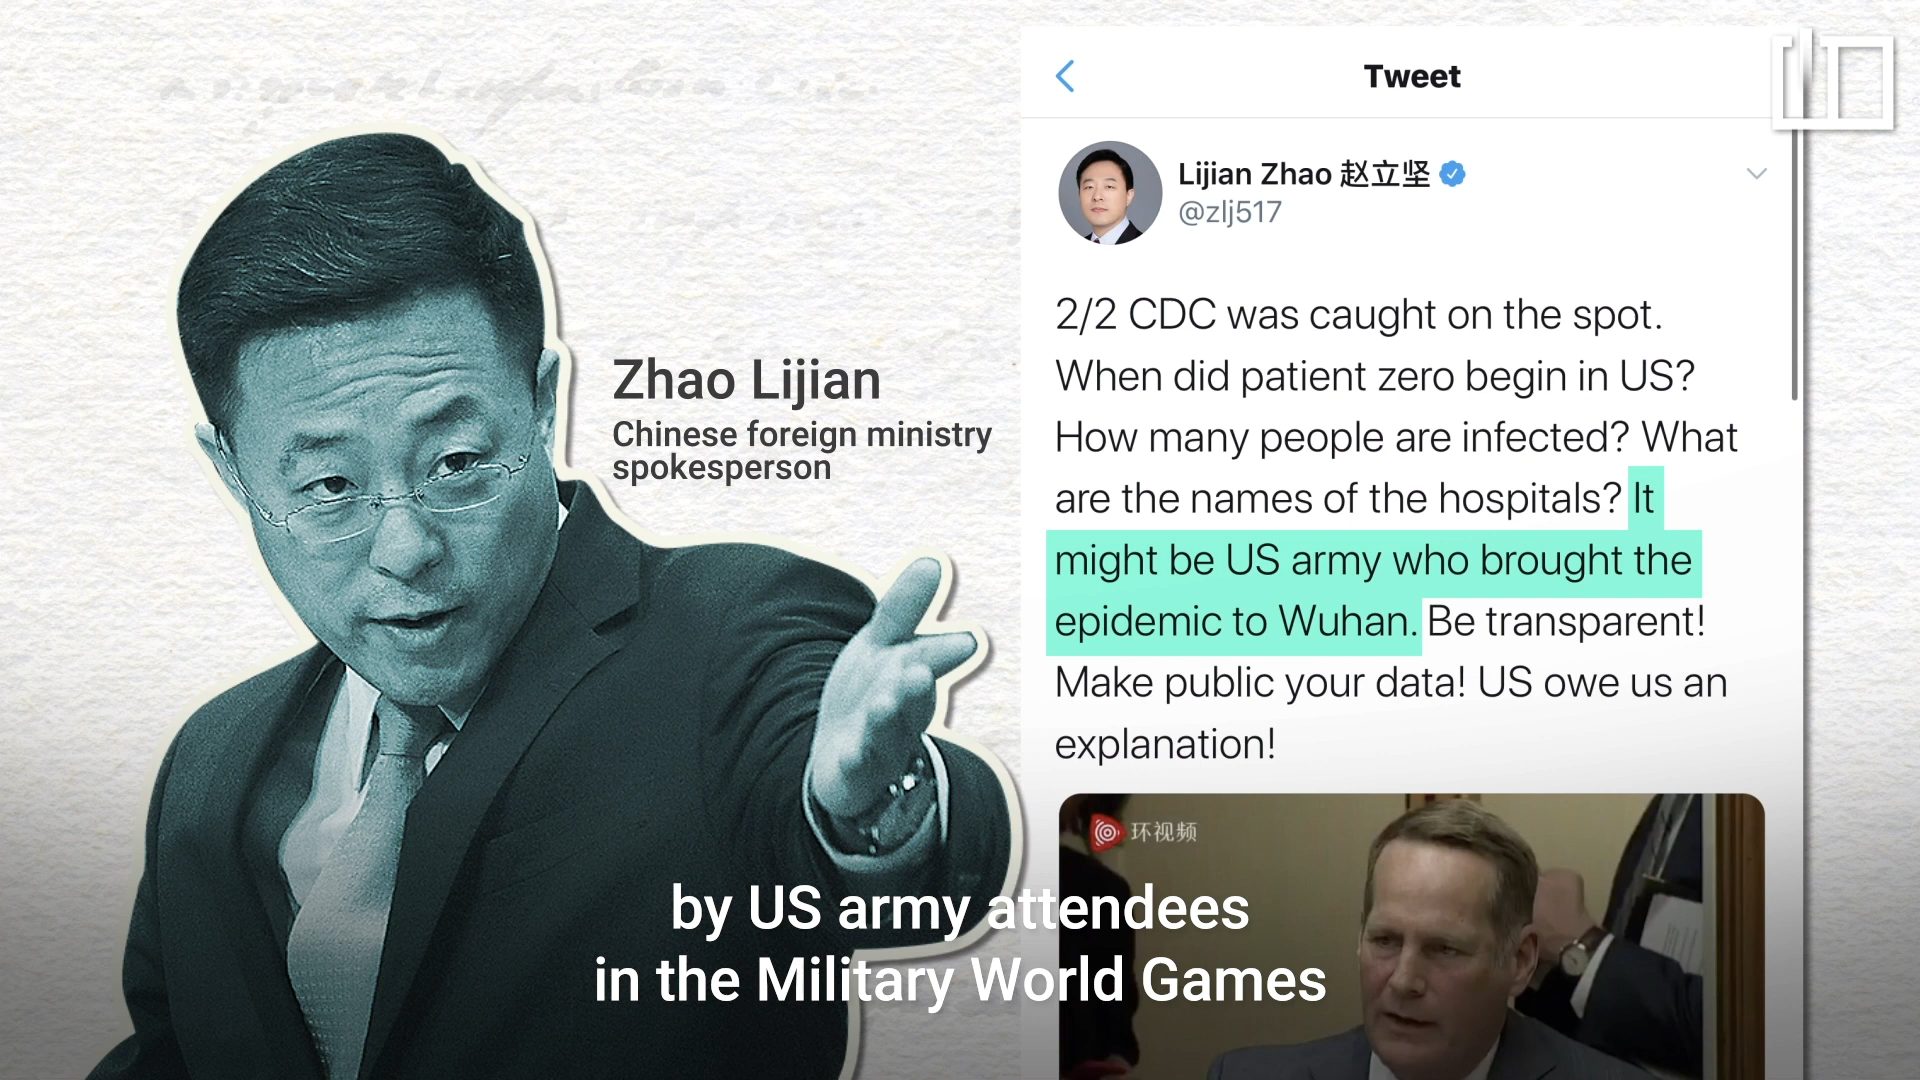 Tweet
Lijian Zhao 赵立坚
@zlj517
2/2 CDC was caught on the spot.
When did patient zero begin in US?
How many people are infected? What
are the names of the hospitals? It
might be US army who brought the
epidemic to Wuhan. Be transparent!
Make public your data! US owe us an
explanation!
环视频
Zhao Lijian
Chinese foreign ministry
spokesperson
by US army attendees
in the Military World Games